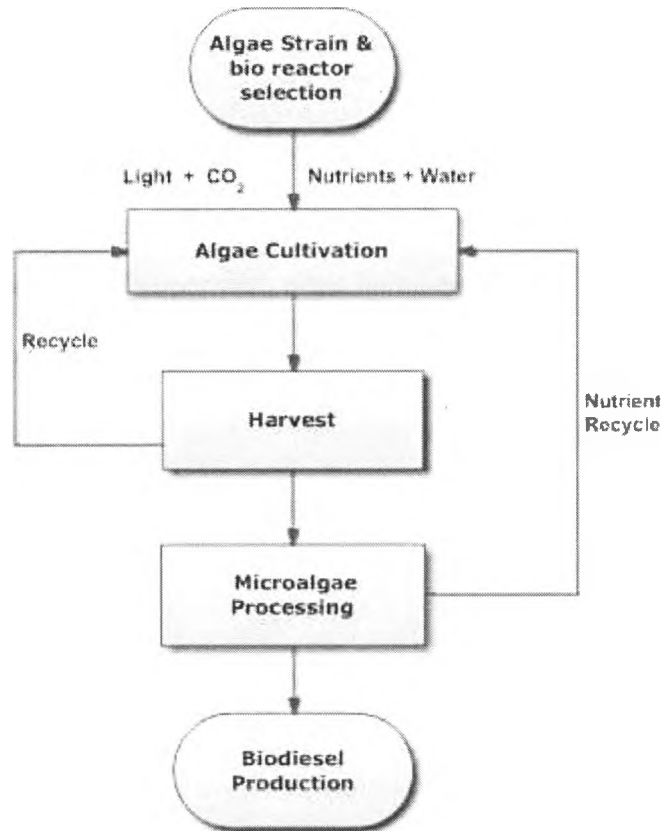 Algae Strain &
bio reactor
selection
Light + CO₂
Nutrients + Water
Algae Cultivation
Recycle
Harvest
Nutrient
Recycle
Microalgae
Processing
Biodiesel
Production